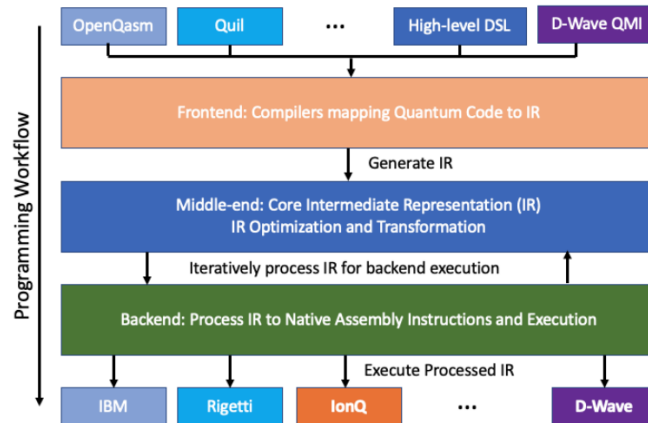 OpenQasm Quil ... High-level DSL D-Wave QMI
Programming Workflow
Frontend: Compilers mapping Quantum Code to IR
Generate IR
Middle-end: Core Intermediate Representation (IR)
IR Optimization and Transformation
Iteratively process IR for backend execution
Backend: Process IR to Native Assembly Instructions and Execution
Execute Processed IR
IBM Rigetti IonQ ... D-Wave